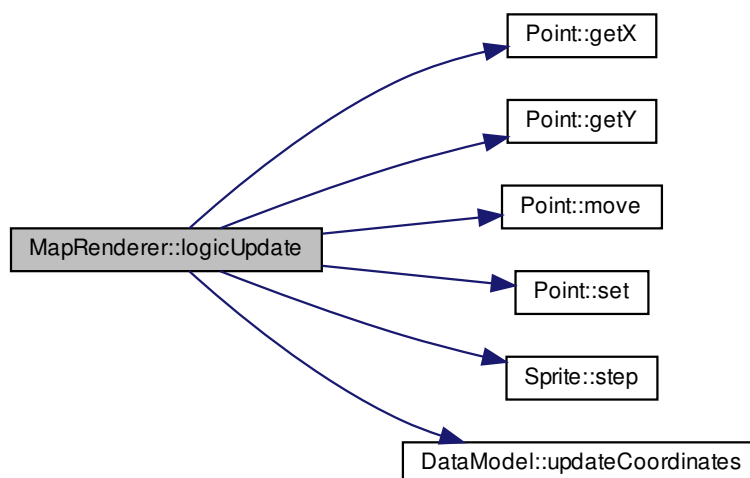 Point::getX
Point::getY
Point::move
MapRenderer::logicUpdate
Point::set
Sprite::step
DataModel::updateCoordinates